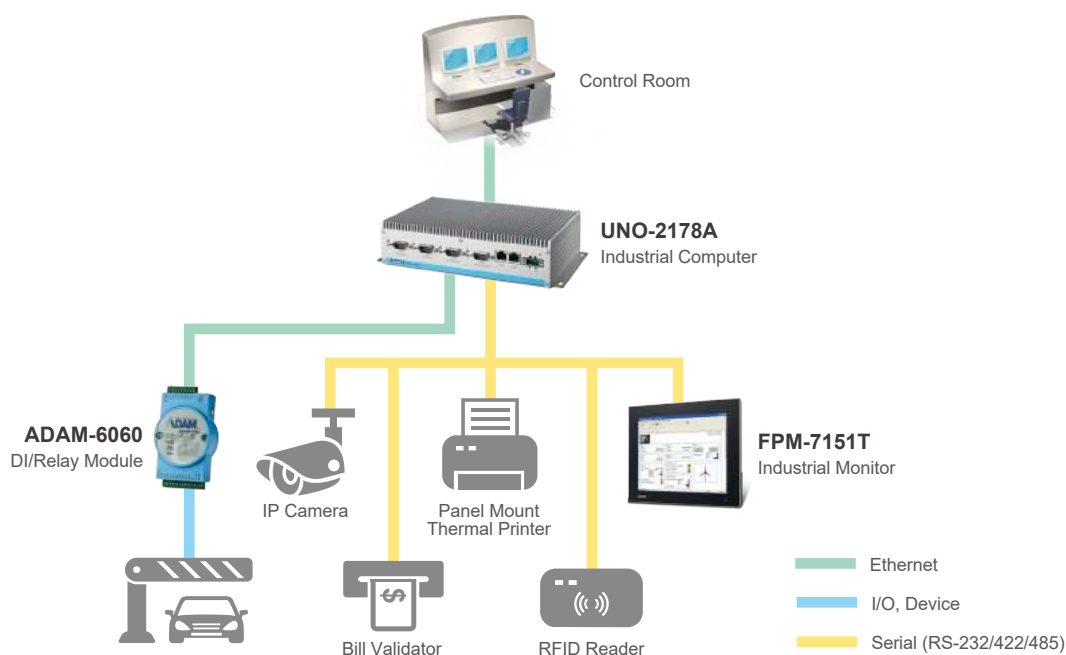 Control Room
UNO-2178A
Industrial Computer
ADAM-6060
DI/Relay Module
ADAM
FPM-7151T
Industrial Monitor
IP Camera
Panel Mount
Thermal Printer
Bill Validator
RFID Reader
$
Ethernet
I/O, Device
Serial (RS-232/422/485)